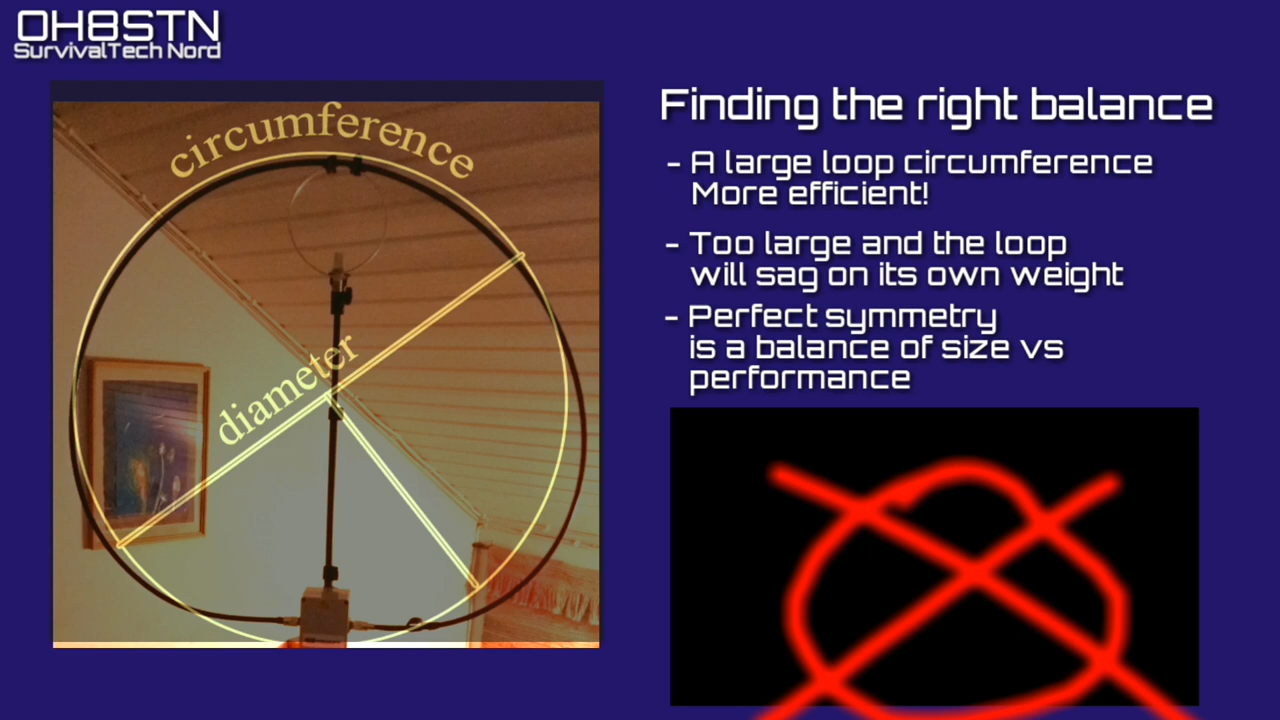 OH8STN
SurvivalTech Nord
circumference
diameter
Finding the right balance
- A large loop circumference
More efficient!
- Too large and the loop
will sag on its own weight
- Perfect symmetry
is a balance of size vs
performance